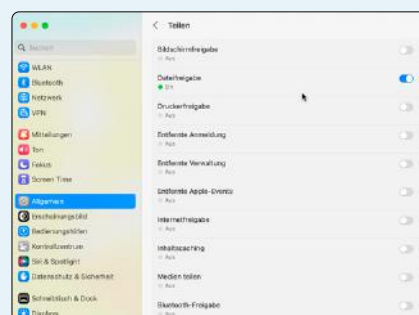 Teilen
Suchen
WLAN
Bluetooth
Netzwerk
VPN
Mitteilungen
Ton
Fokus
Screen Time
Allgemein
Erscheinungsbild
Bedienungshilfen
Kontrollzentrum
Siri & Spotlight
Datenschutz & Sicherheit
Schreibtisch & Dock
Displays
Bildschirmfreigabe
Aus
Dateifreigabe
Druckerfreigabe
Aus
Entfernte Anmeldung
Aus
Entfernte Verwaltung
Aus
Entfernte Apple-Events
Aus
Internetfreigabe
Aus
Inhaltscaching
Aus
Medien teilen
Aus
Bluetooth-Freigabe
Aus